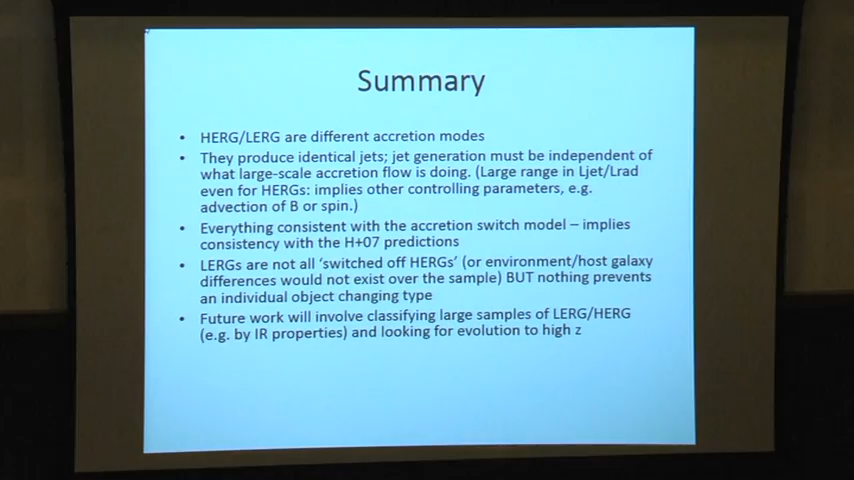 Summary
• HERG/LERG are different accretion modes
• They produce identical jets; jet generation must be independent of
what large-scale accretion flow is doing. (Large range in Ljet/Lrad
even for HERGs: implies other controlling parameters, e.g.
advection of B or spin.)
• Everything consistent with the accretion switch model – implies
consistency with the H+07 predictions
• LERGs are not all ‘switched off HERGs’ (or environment/host galaxy
differences would not exist over the sample) BUT nothing prevents
an individual object changing type
• Future work will involve classifying large samples of LERG/HERG
(e.g. by IR properties) and looking for evolution to high z